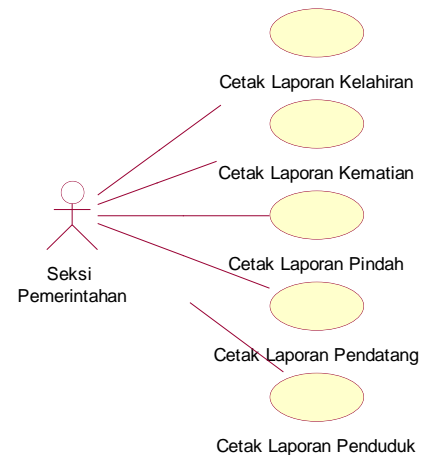 Cetak Laporan Kelahiran
Cetak Laporan Kematian
Cetak Laporan Pindah
Seksi
Pemerintahan
Cetak Laporan Pendatang
Cetak Laporan Penduduk